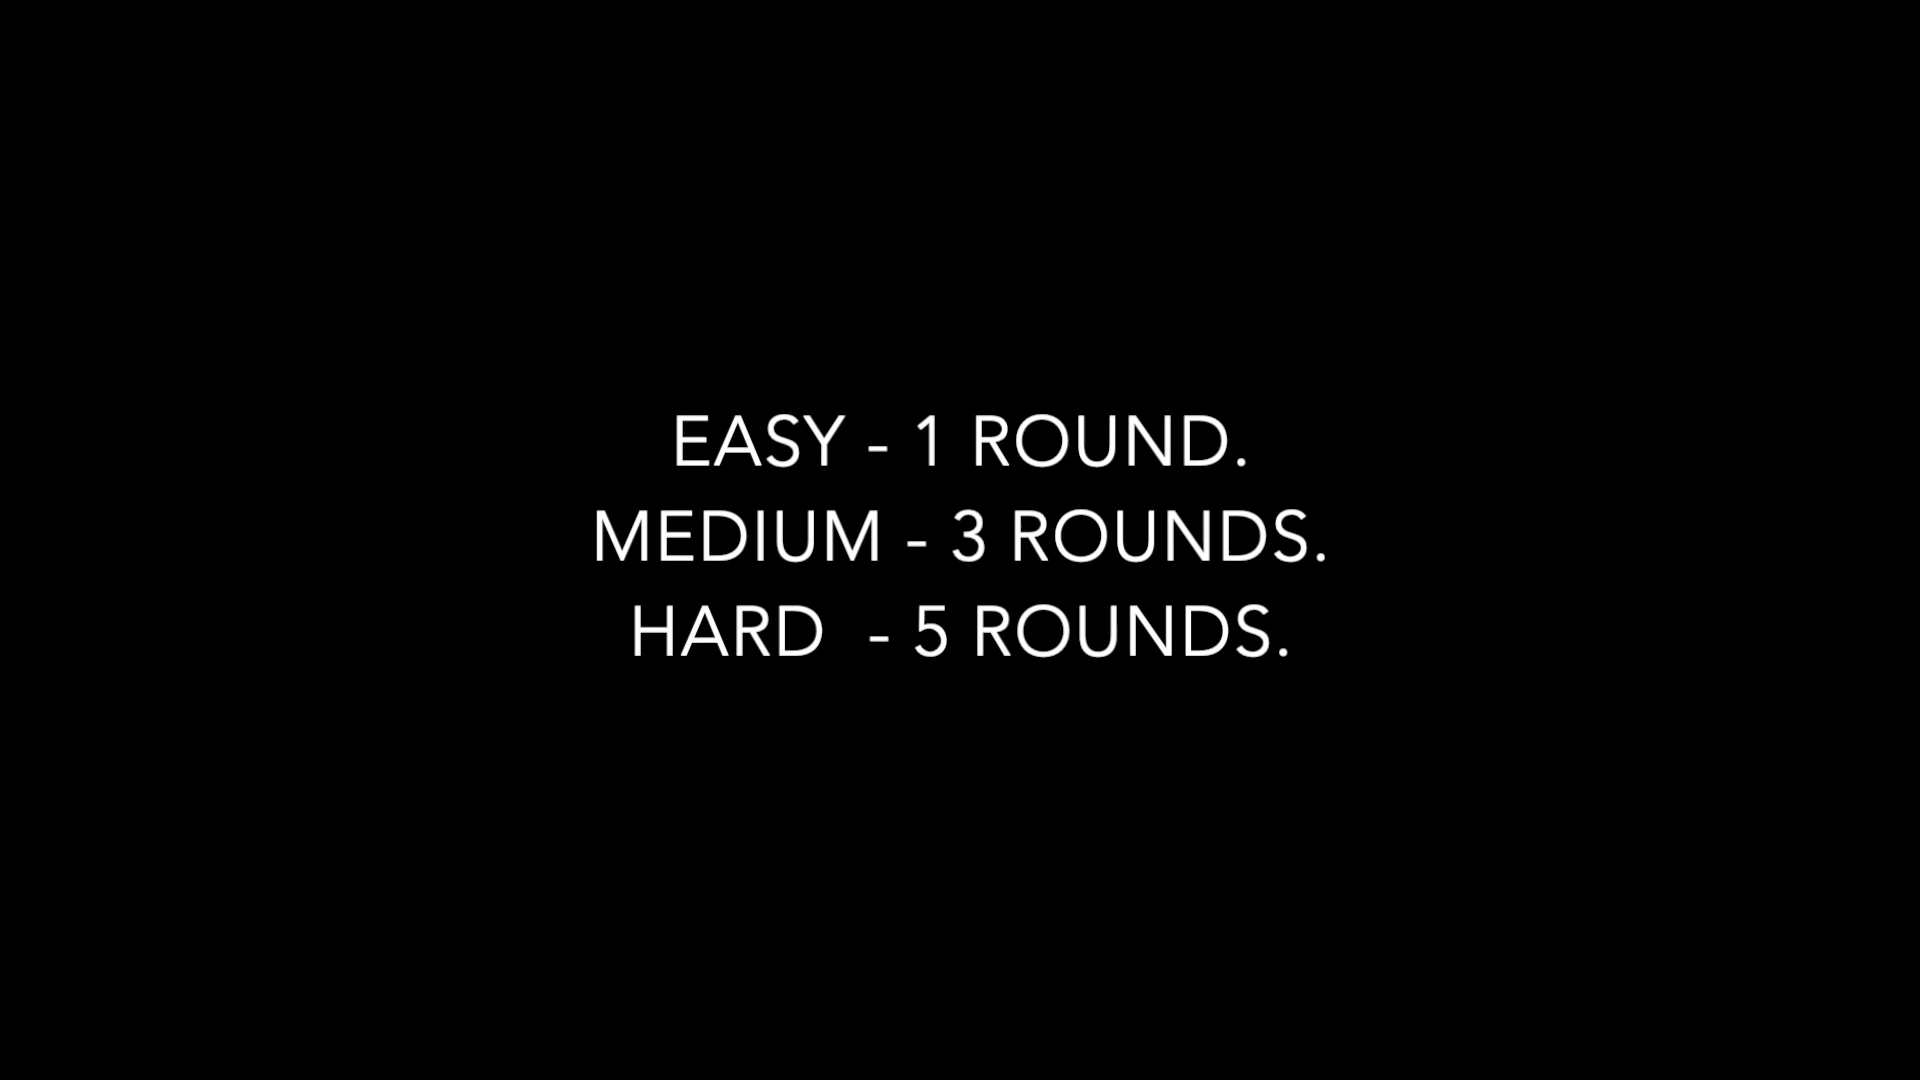 EASY - 1 ROUND.
MEDIUM - 3 ROUNDS.
HARD  - 5 ROUNDS.